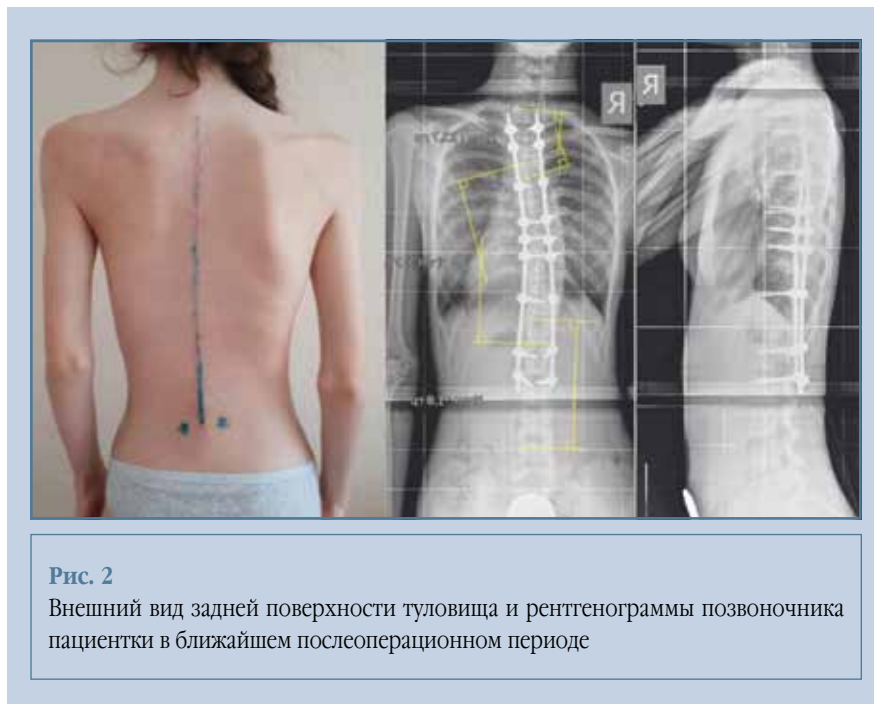 Я
Я
Рис. 2
Внешний вид задней поверхности туловища и рентгенограммы позвоночника
пациентки в ближайшем послеоперационном периоде